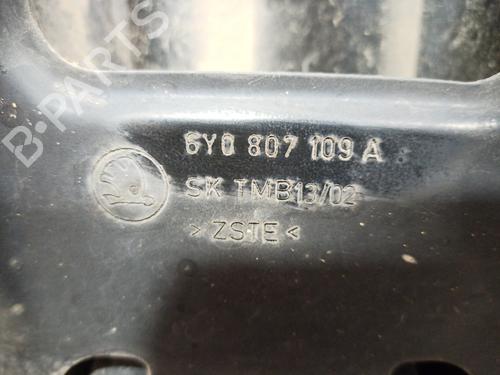 B-PARTS
6Y0 807 109 A
SK TMB13/02
> ZSTE <